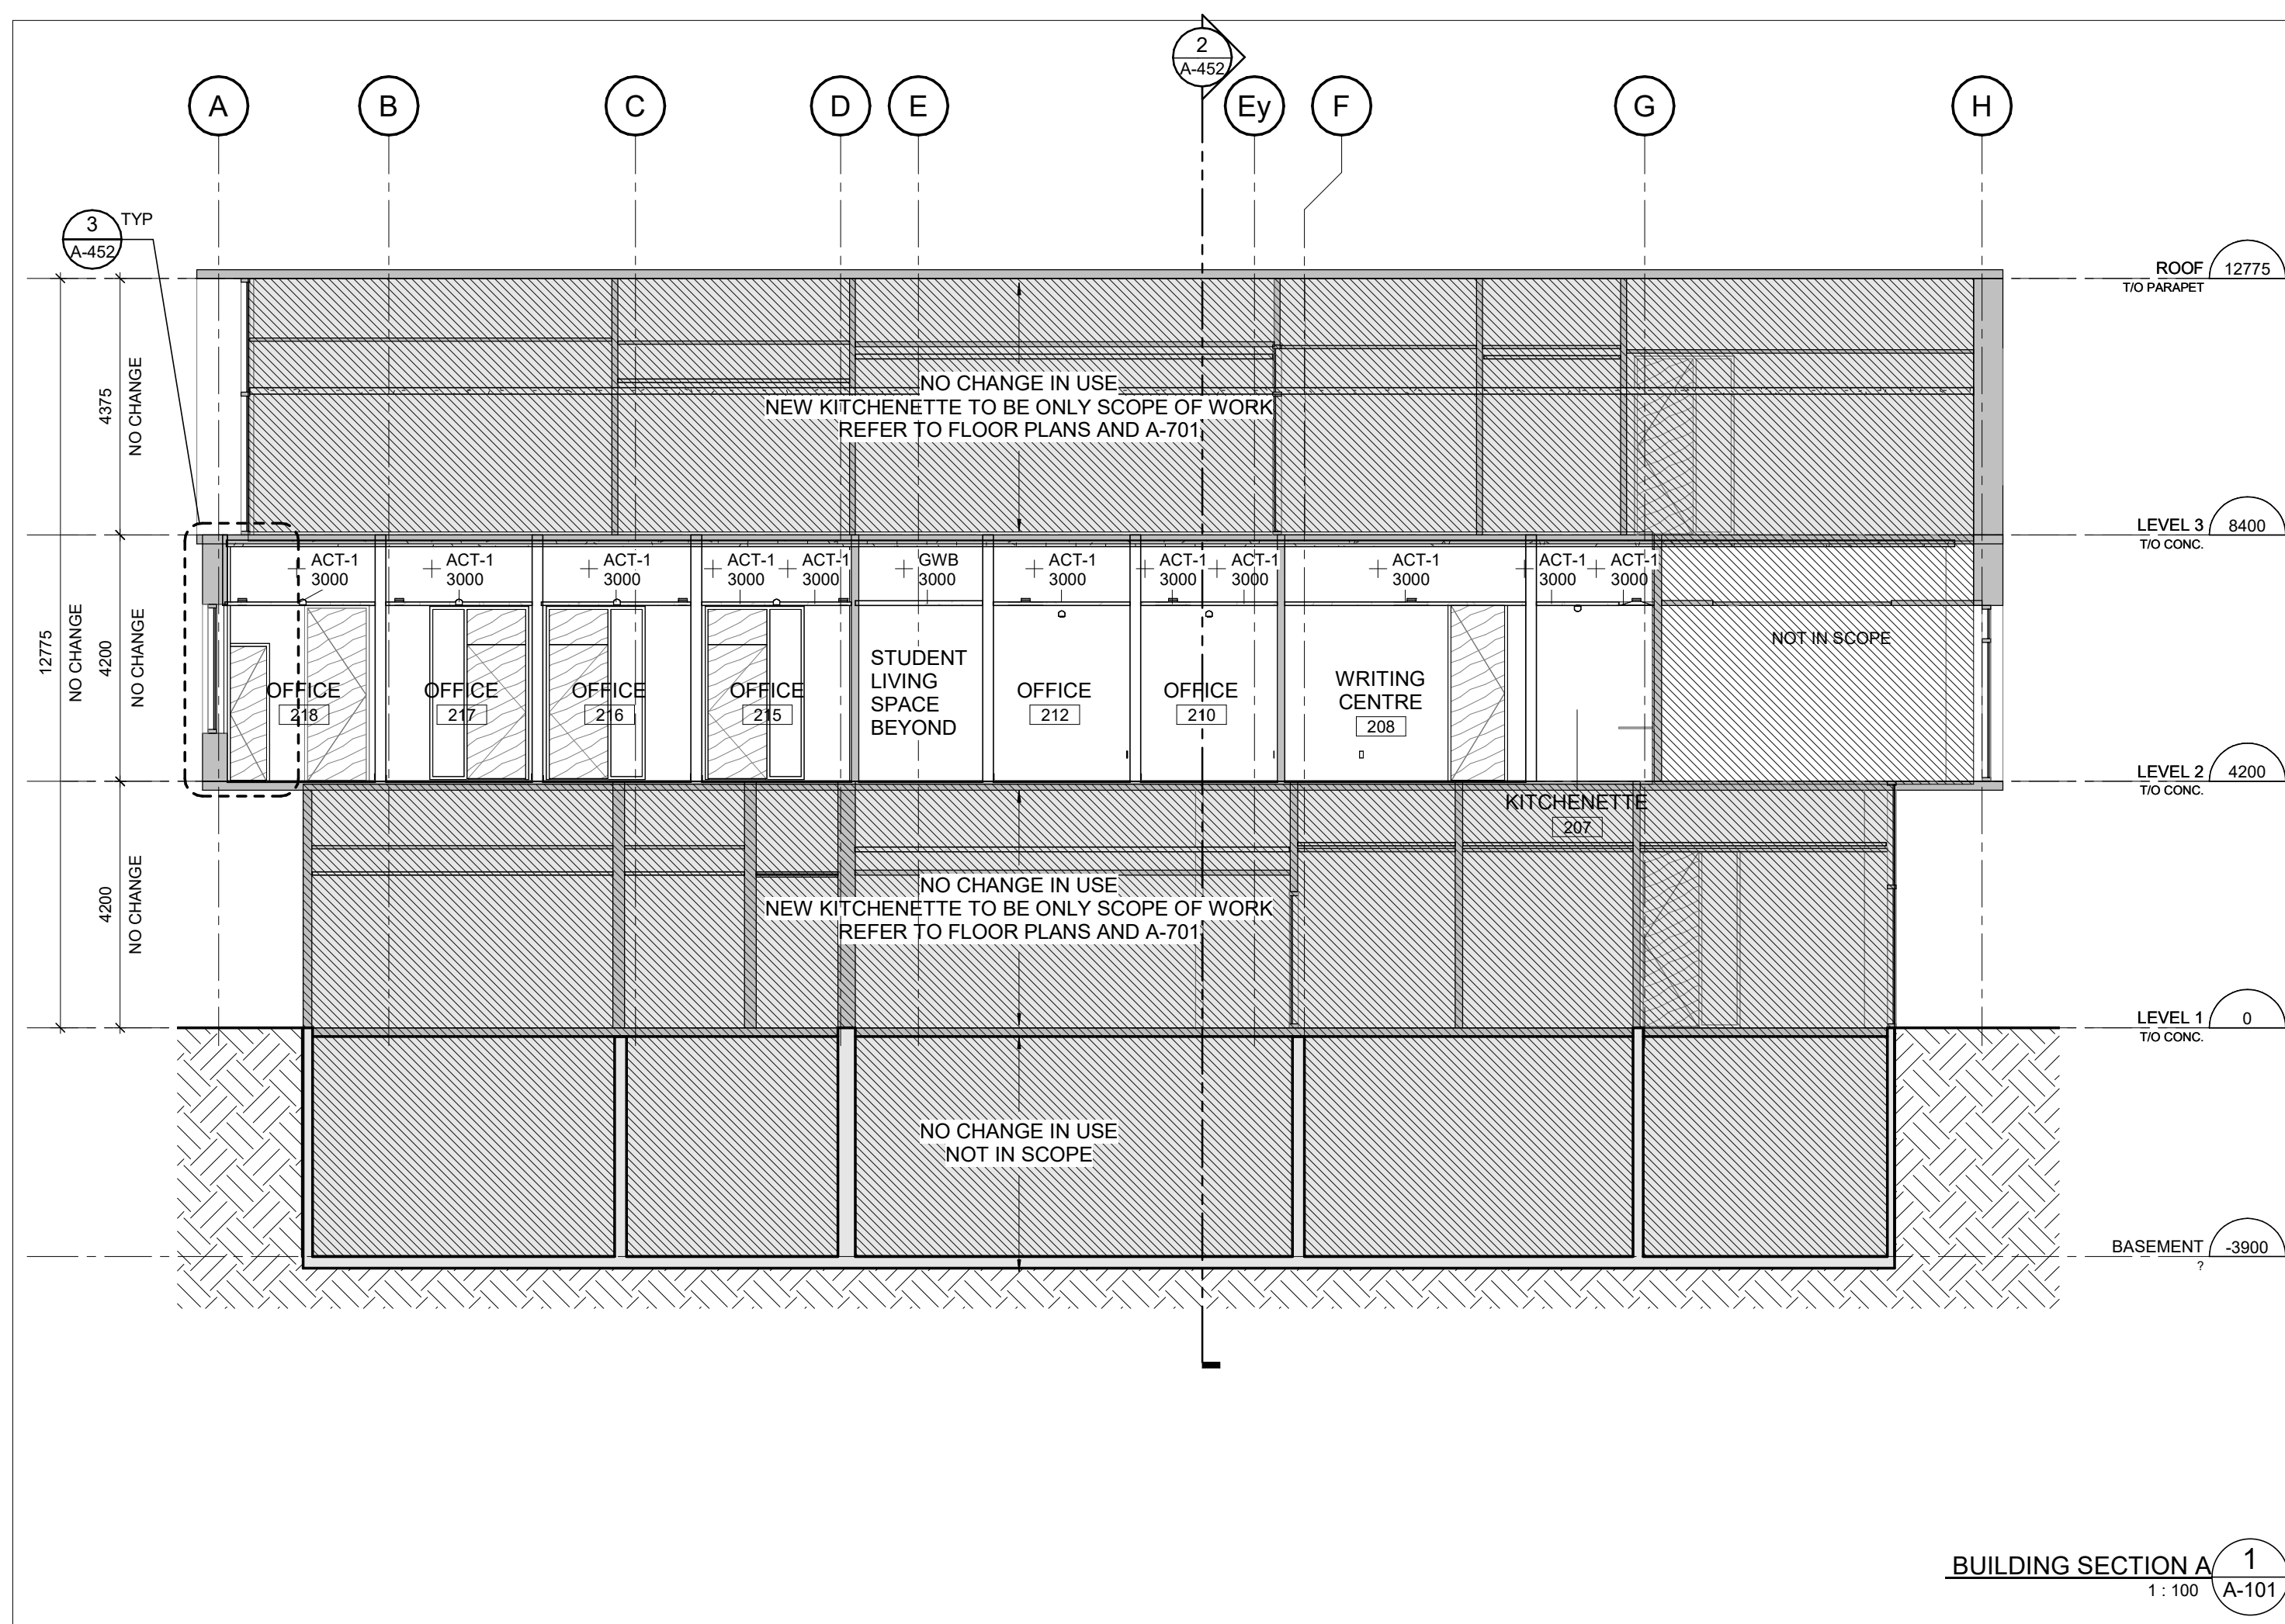 2
A-452
A
B
C
D
E
Ey
F
G
H
3
A-452
TYP
ROOF
12775
T/O PARAPET
4375
NO CHANGE
NO CHANGE IN USE
NEW KITCHENETTE TO BE ONLY SCOPE OF WORK
REFER TO FLOOR PLANS AND A-701
LEVEL 3
8400
T/O CONC.
12775
NO CHANGE
4200
NO CHANGE
ACT-1
3000
ACT-1
3000
ACT-1
3000
ACT-1
3000
ACT-1
3000
GWB
3000
ACT-1
3000
ACT-1
3000
ACT-1
3000
ACT-1
3000
ACT-1
3000
ACT-1
3000
NOT IN SCOPE
OFFICE
218
OFFICE
217
OFFICE
216
OFFICE
215
STUDENT
LIVING
SPACE
BEYOND
OFFICE
212
OFFICE
210
WRITING
CENTRE
208
LEVEL 2
4200
T/O CONC.
KITCHENETTE
207
4200
NO CHANGE
NO CHANGE IN USE
NEW KITCHENETTE TO BE ONLY SCOPE OF WORK
REFER TO FLOOR PLANS AND A-701
LEVEL 1
0
T/O CONC.
NO CHANGE IN USE
NOT IN SCOPE
BASEMENT
-3900
?
BUILDING SECTION A
1 : 100
1
A-101